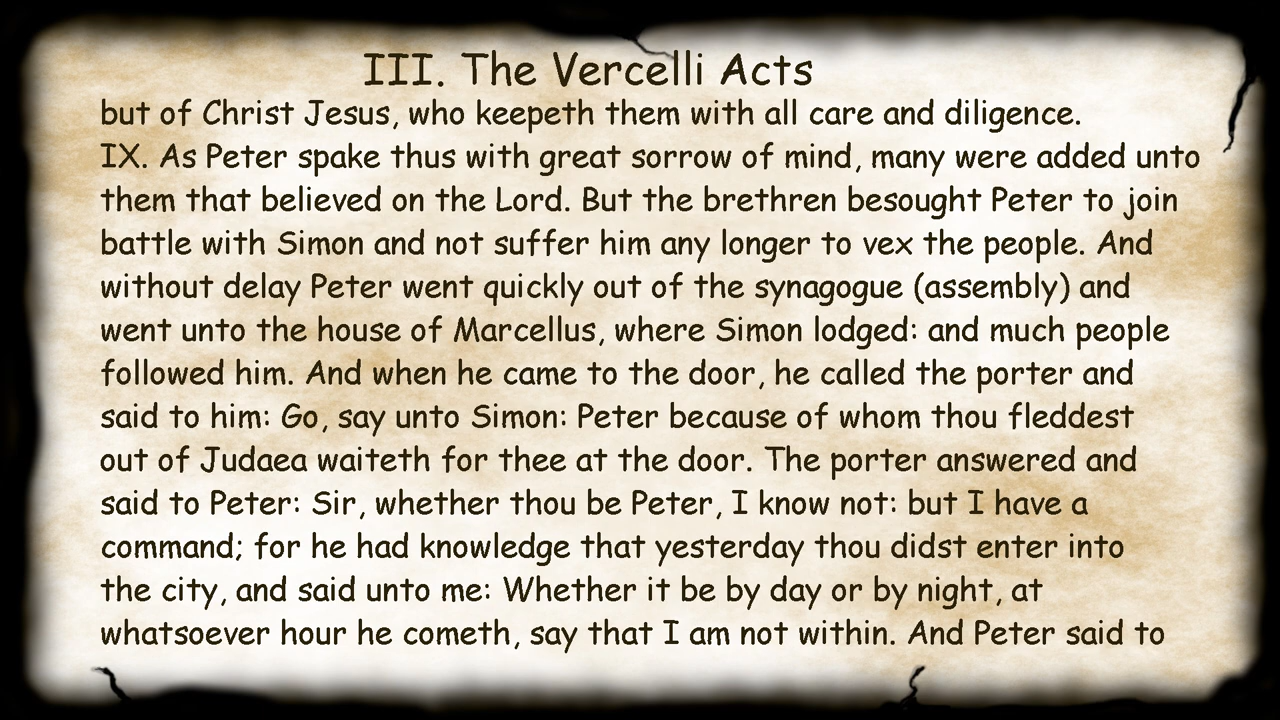 III. The Vercelli Acts
but of Christ Jesus, who keepeth them with all care and diligence.
IX. As Peter spake thus with great sorrow of mind, many were added unto
them that believed on the Lord. But the brethren besought Peter to join
battle with Simon and not suffer him any longer to vex the people. And
without delay Peter went quickly out of the synagogue (assembly) and
went unto the house of Marcellus, where Simon lodged: and much people
followed him. And when he came to the door, he called the porter and
said to him: Go, say unto Simon: Peter because of whom thou fleddest
out of Judaea waiteth for thee at the door. The porter answered and
said to Peter: Sir, whether thou be Peter, I know not: but I have a
command; for he had knowledge that yesterday thou didst enter into
the city, and said unto me: Whether it be by day or by night, at
whatsoever hour he cometh, say that I am not within. And Peter said to